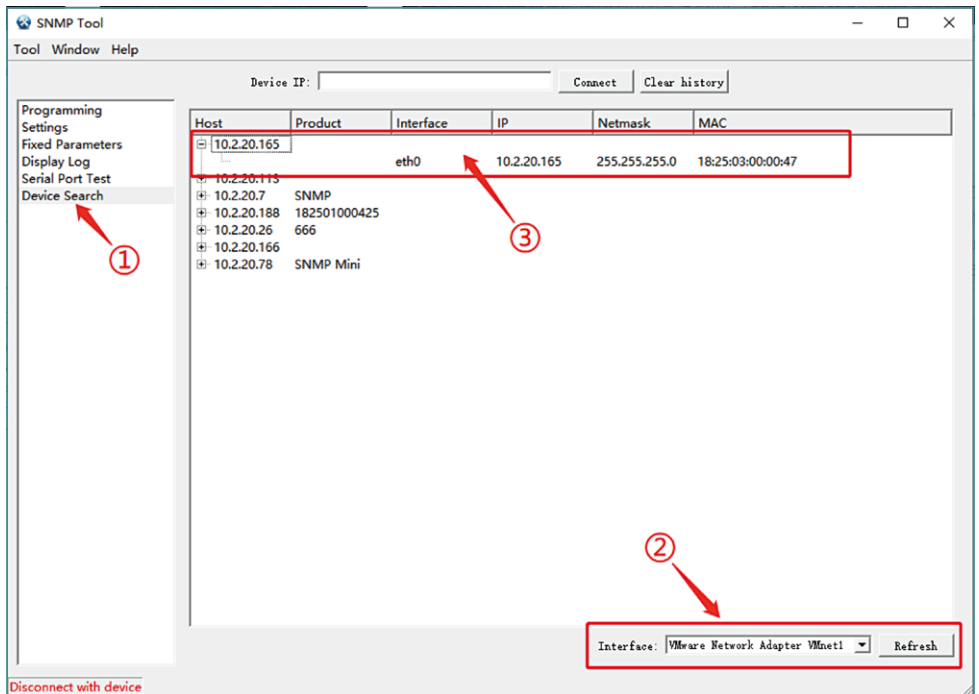 SNMP Tool
Tool Window Help
Device IP: Connect Clear history
Programming
Settings
Fixed Parameters
Display Log
Serial Port Test
Device Search
①
Host Product Interface IP Netmask MAC
10.2.20.165
eth0 10.2.20.165 255.255.255.0 18:25:03:00:00:47
10.2.20.113
10.2.20.7 SNMP
10.2.20.188 182501000425
10.2.20.26 666
10.2.20.166
10.2.20.78 SNMP Mini
③
②
Interface: VMware Network Adapter VMnet1 Refresh
Disconnect with device